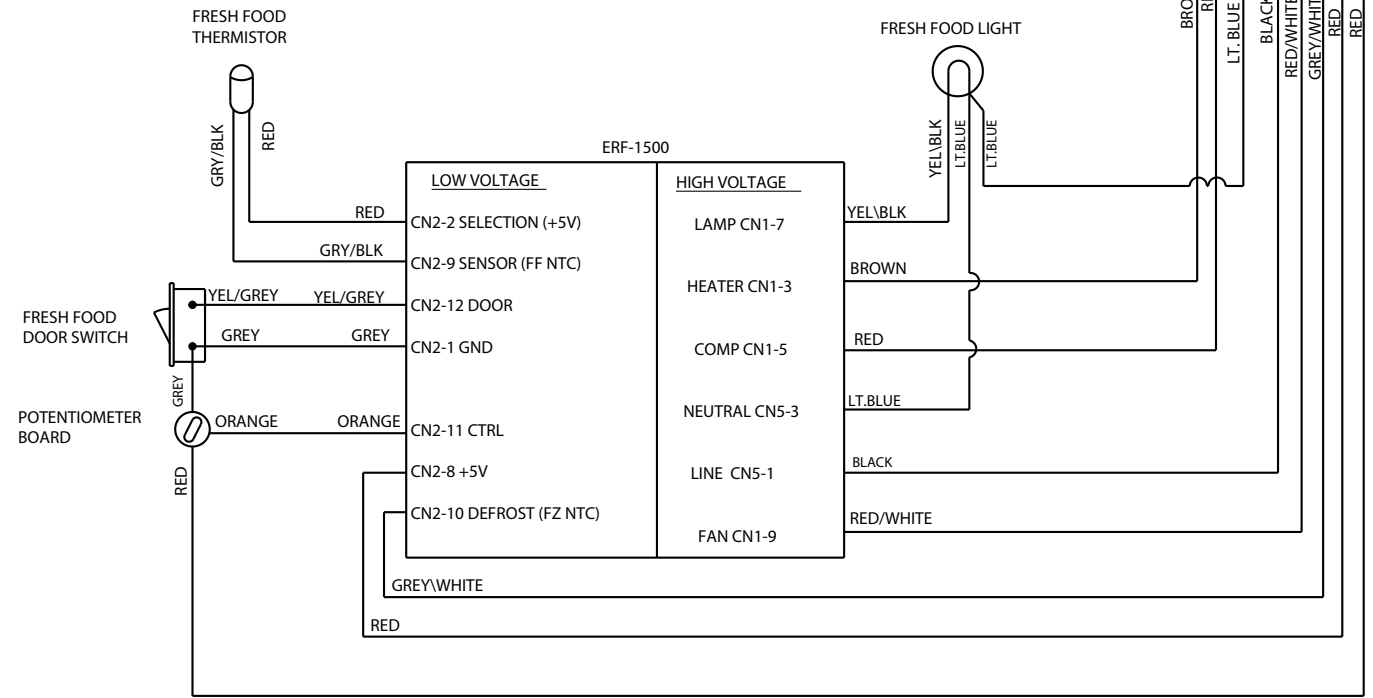 FRESH FOOD
THERMISTOR
FRESH FOOD LIGHT
LT. BLUE
BLACK
RED/WHITE
RED
RED
GRY/BLK
RED
YEL\BLK
LT.BLUE
LT.BLUE
ERF-1500
LOW VOLTAGE
HIGH VOLTAGE
RED
CN2-2 SELECTION (+5V)
LAMP CN1-7
YEL\BLK
GRY/BLK
CN2-9 SENSOR (FF NTC)
HEATER CN1-3
BROWN
YEL/GREY
YEL/GREY
CN2-12 DOOR
FRESH FOOD
DOOR SWITCH
GREY
GREY
CN2-1 GND
COMP CN1-5
RED
GREY
POTENTIOMETER
BOARD
ORANGE
ORANGE
CN2-11 CTRL
NEUTRAL CN5-3
LT.BLUE
RED
CN2-8 +5V
LINE CN5-1
BLACK
CN2-10 DEFROST (FZ NTC)
FAN CN1-9
RED/WHITE
GREY\WHITE
RED